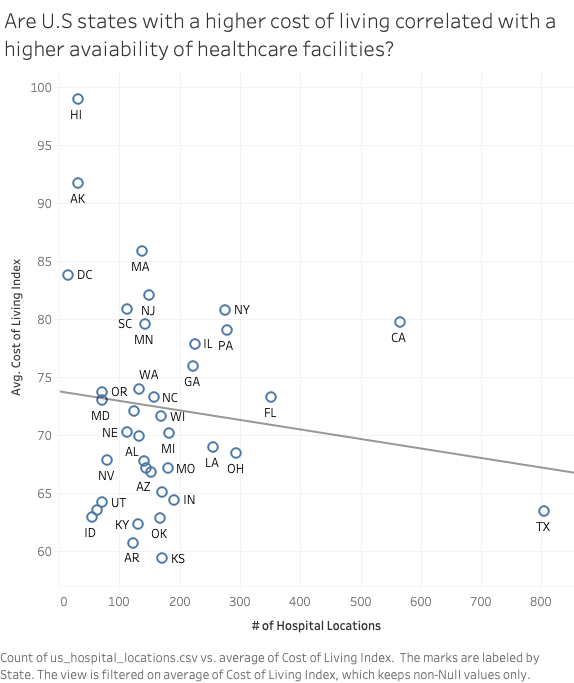 Are U.S states with a higher cost of living correlated with a
higher avaiability of healthcare facilities?
100
HI
95
AK
90
MA
85
DC
NJ
SC
NY
80
MN
IL
PA
CA
GA
WA
75
OR
NC
FL
MD
WI
NE
70
AL
MI
LA
OH
NV
AZ
MO
65
UT
IN
ID
KY
OK
TX
AR
KS
60
Avg. Cost of Living Index
0 100 200 300 400 500 600 700 800
# of Hospital Locations
Count of us_hospital_locations.csv vs. average of Cost of Living Index. The marks are labeled by
State. The view is filtered on average of Cost of Living Index, which keeps non-Null values only.